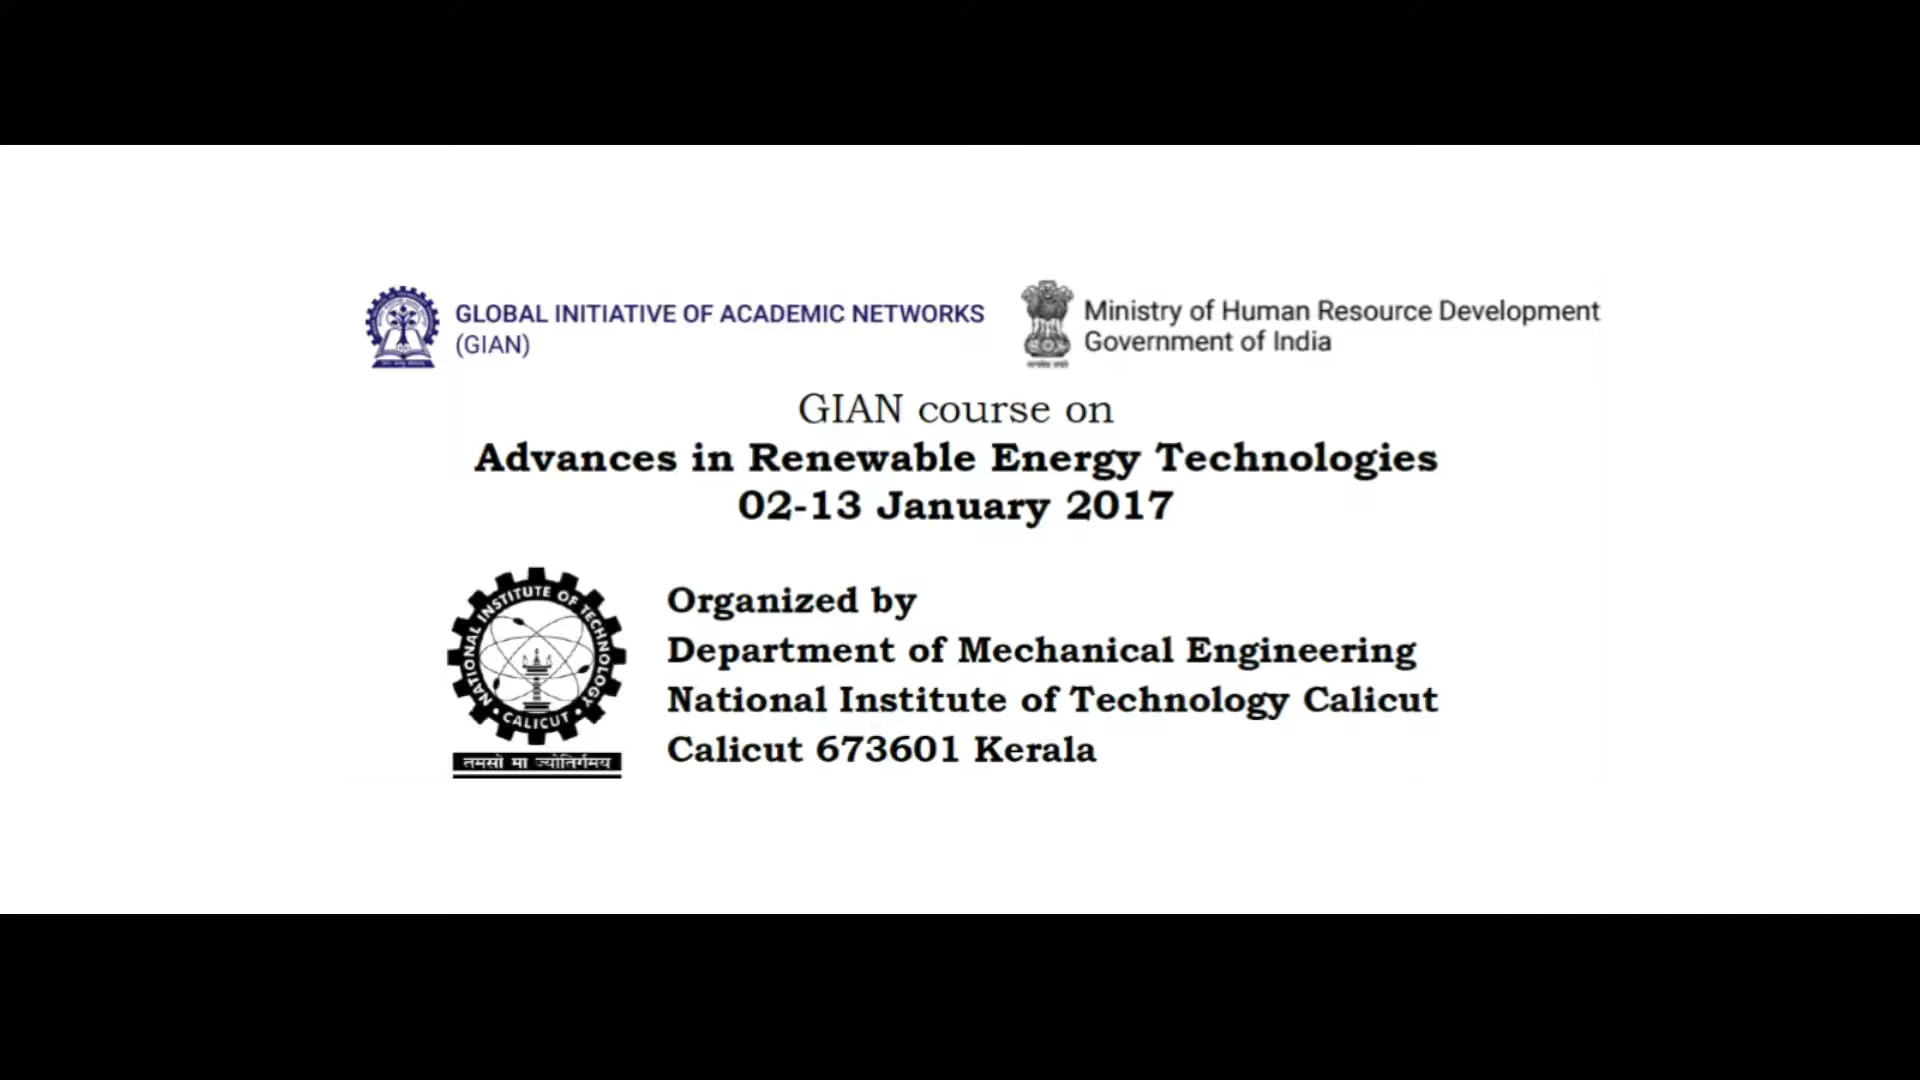 GLOBAL INITIATIVE OF ACADEMIC NETWORKS
(GIAN)
Ministry of Human Resource Development
Government of India
GIAN course on
Advances in Renewable Energy Technologies
02-13 January 2017
NATIONAL INSTITUTE OF TECHNOLOGY
• CALICUT •
तमसो मा ज्योतिर्गमय
Organized by
Department of Mechanical Engineering
National Institute of Technology Calicut
Calicut 673601 Kerala